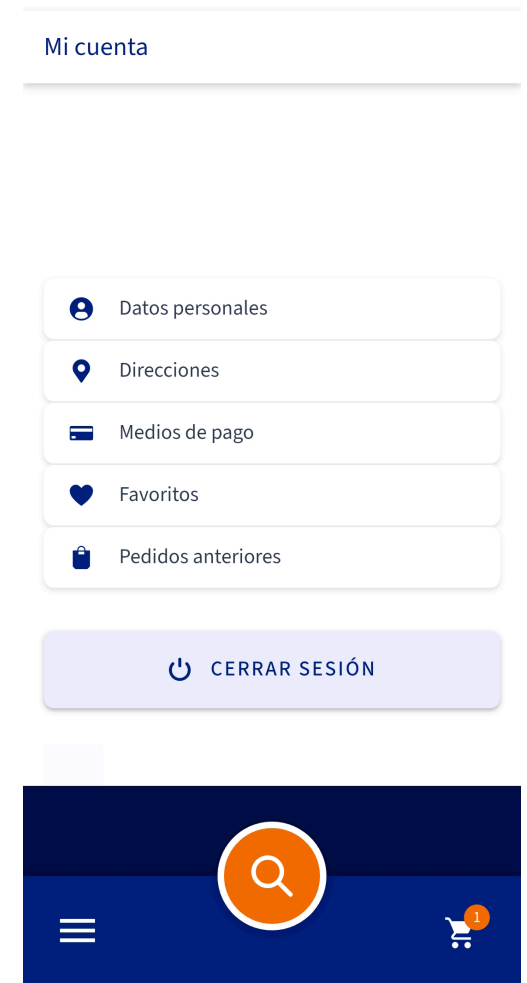 Mi cuenta
Datos personales
Direcciones
Medios de pago
Favoritos
Pedidos anteriores
CERRAR SESIÓN
1